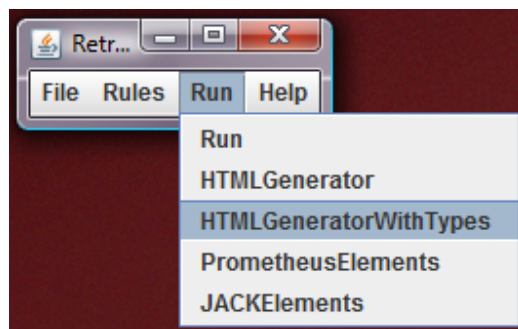 Retr...
File Rules Run Help
Run
HTMLGenerator
HTMLGeneratorWithTypes
PrometheusElements
JACKElements